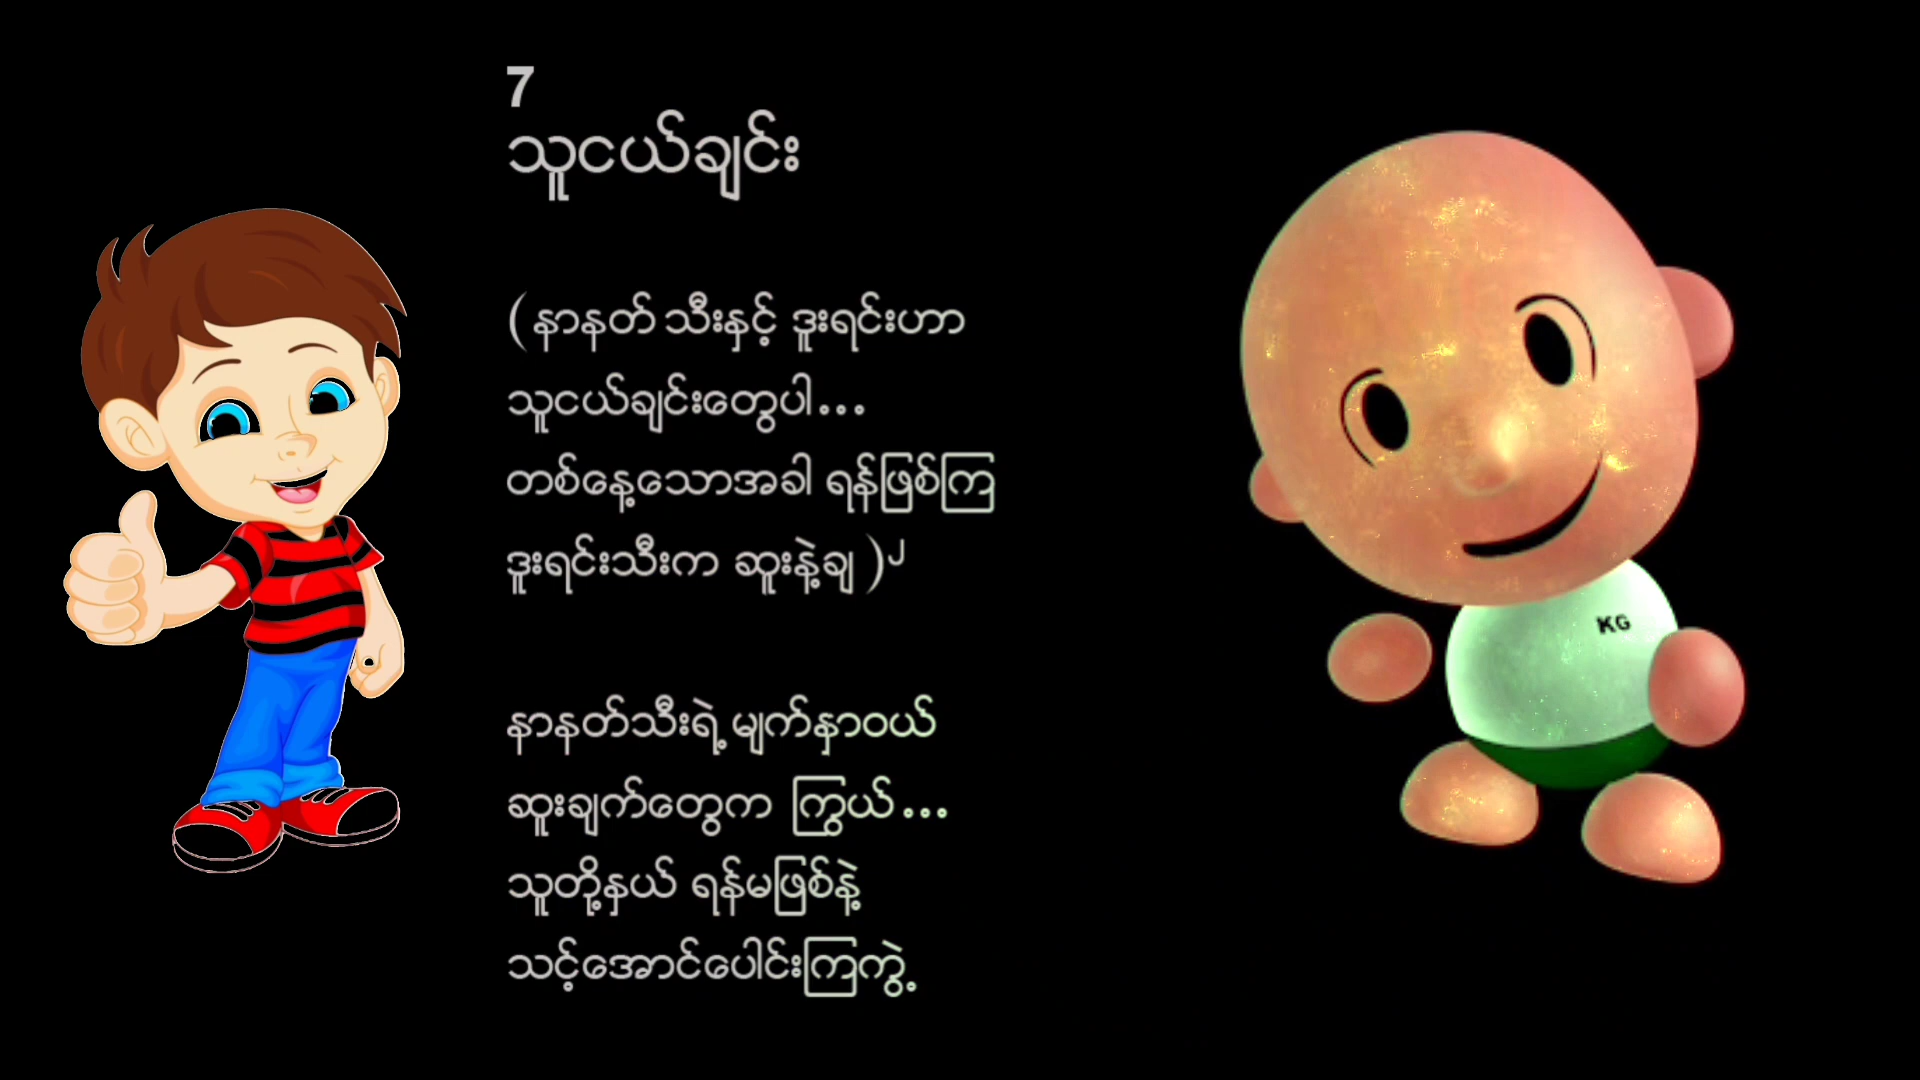 7
သူငယ်ချင်း
( နာနတ် သီးနှင့် ဒူးရင်းဟာ
သူငယ်ချင်းတွေပါ...
တစ်နေ့သောအခါ ရန်ဖြစ်ကြ
ဒူးရင်းသီးက ဆူးနဲ့ချ )၂
နာနတ်သီးရဲ့ မျက်နှာဝယ်
ဆူးချက်တွေက ကြွယ်...
သူတို့နှယ် ရန်မဖြစ်နဲ့
သင့်အောင်ပေါင်းကြကွဲ့
KG